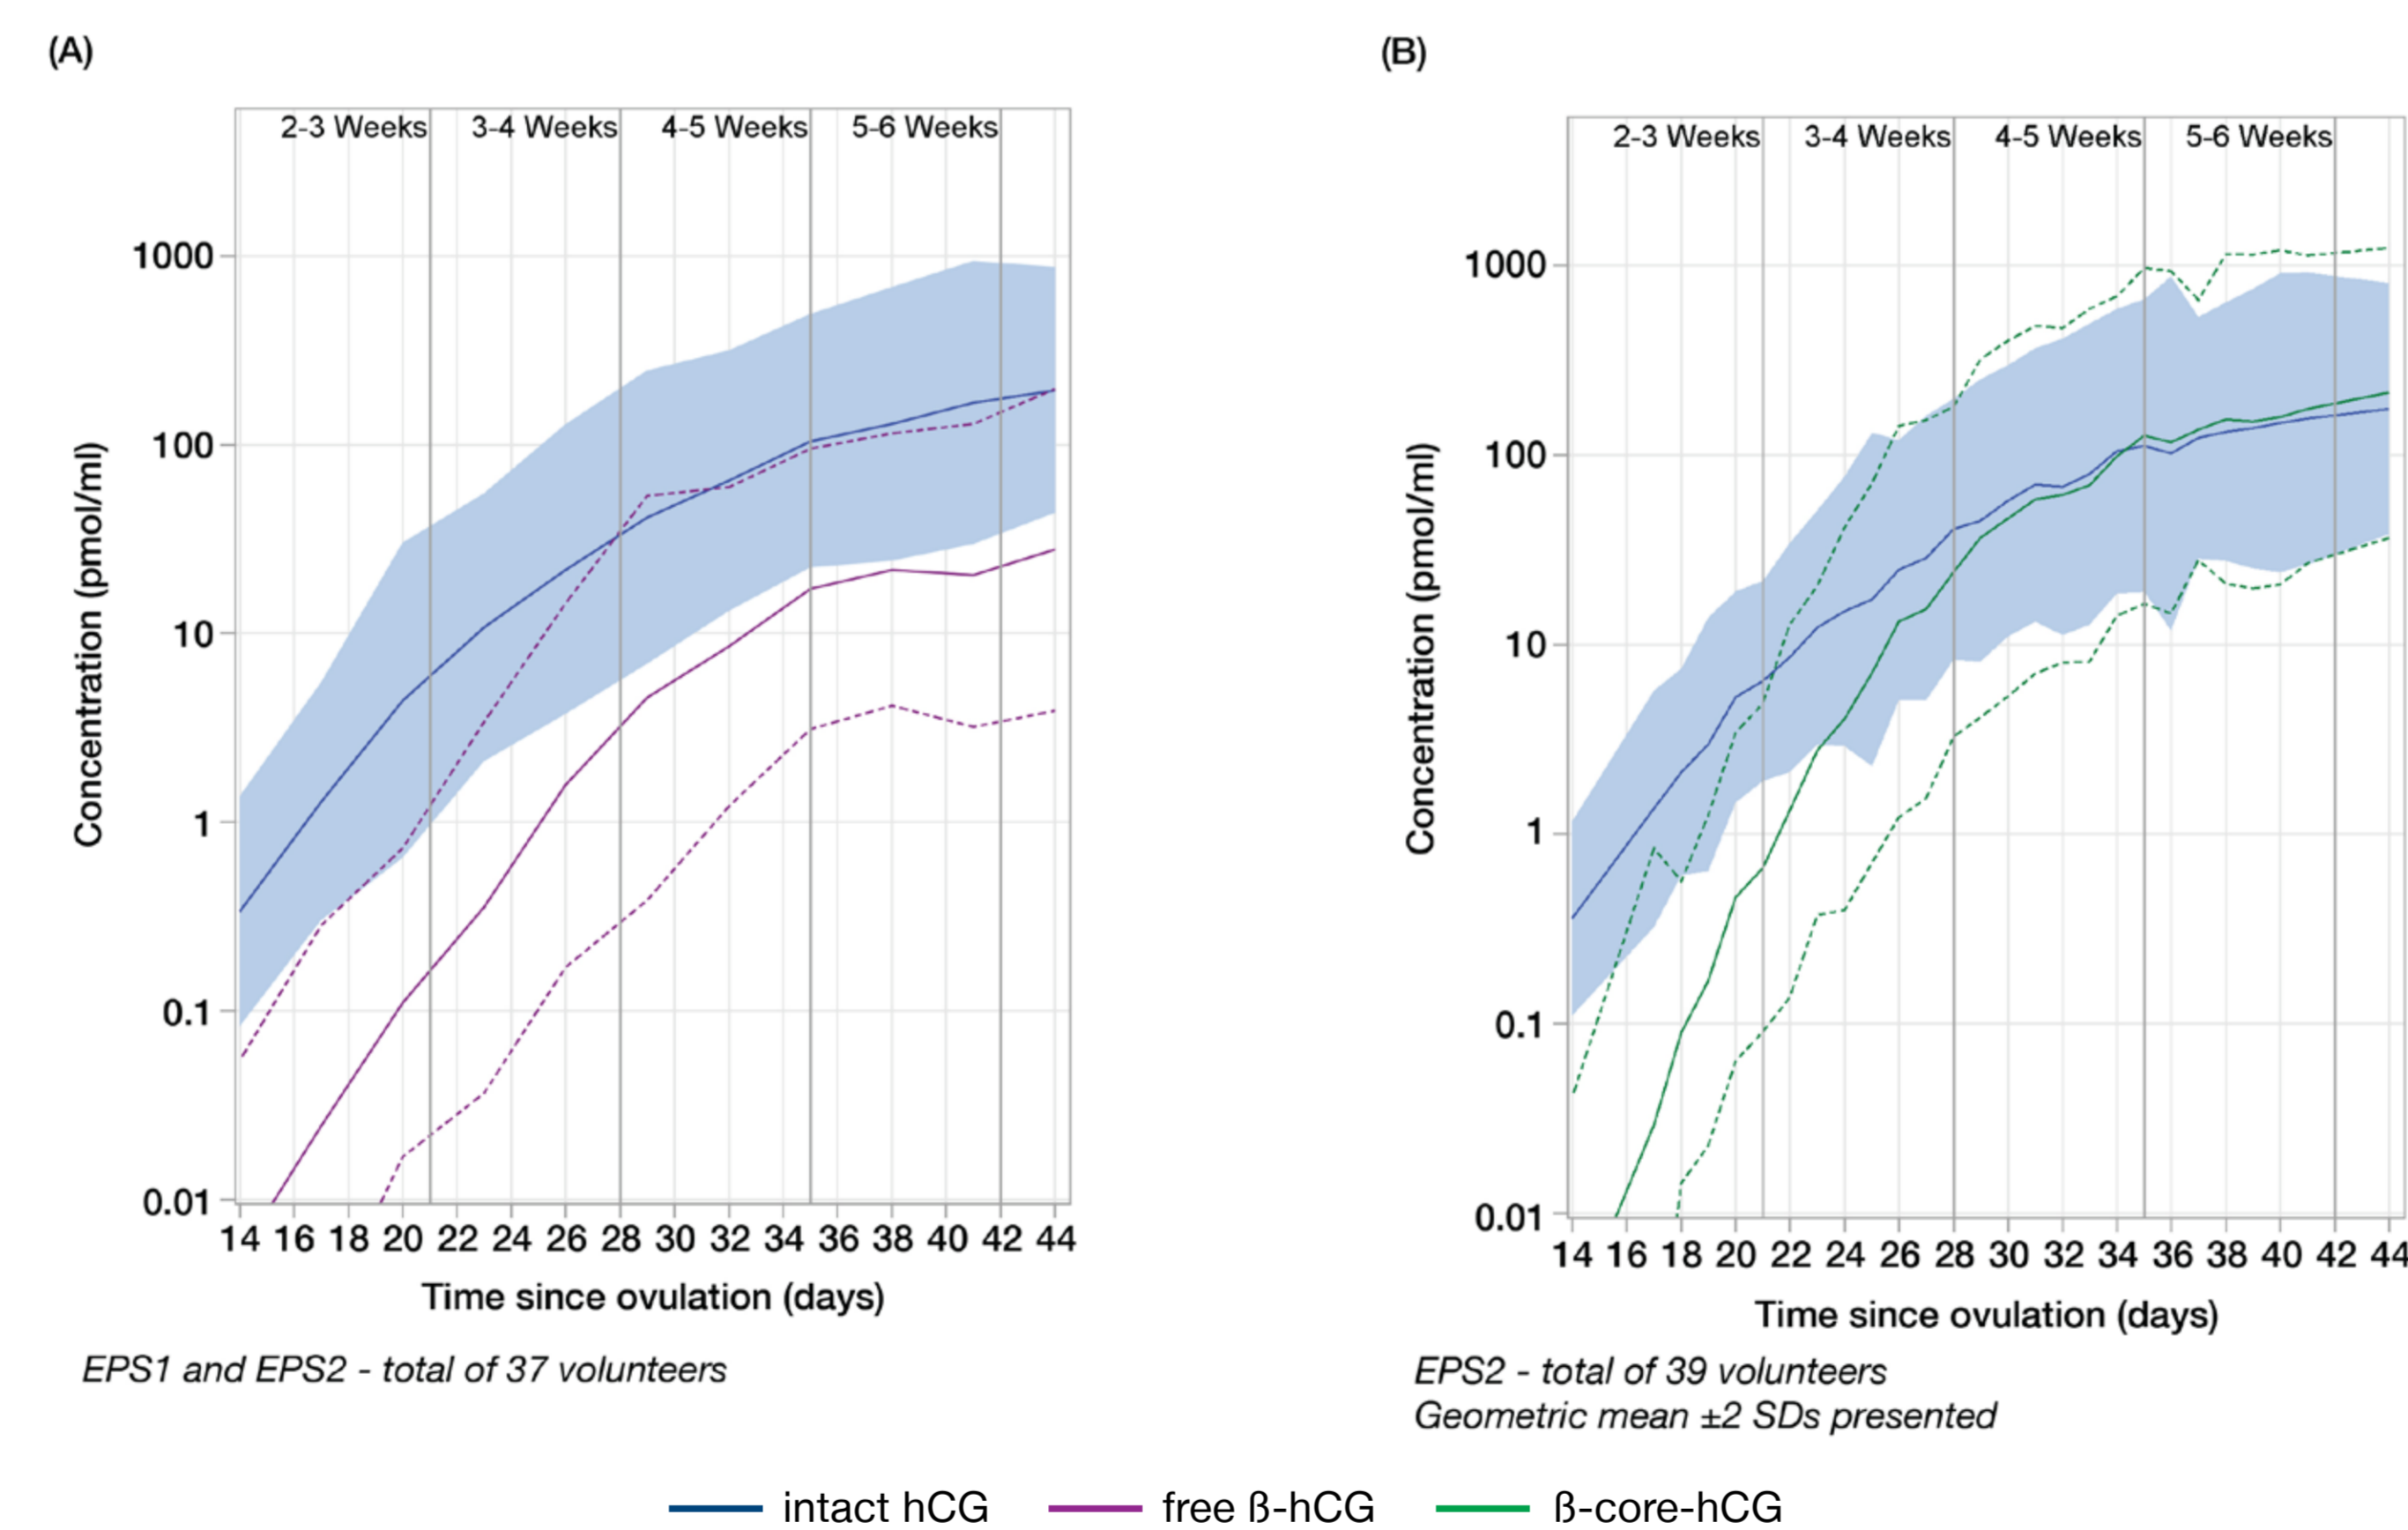 (A)
2-3 Weeks 3-4 Weeks 4-5 Weeks 5-6 Weeks
1000
100
10
1
0.1
0.01
Concentration (pmol/ml)
14 16 18 20 22 24 26 28 30 32 34 36 38 40 42 44
Time since ovulation (days)
EPS1 and EPS2 - total of 37 volunteers
(B)
2-3 Weeks 3-4 Weeks 4-5 Weeks 5-6 Weeks
1000
100
10
1
0.1
0.01
Concentration (pmol/ml)
14 16 18 20 22 24 26 28 30 32 34 36 38 40 42 44
Time since ovulation (days)
EPS2 - total of 39 volunteers
Geometric mean ±2 SDs presented
intact hCG free ß-hCG ß-core-hCG